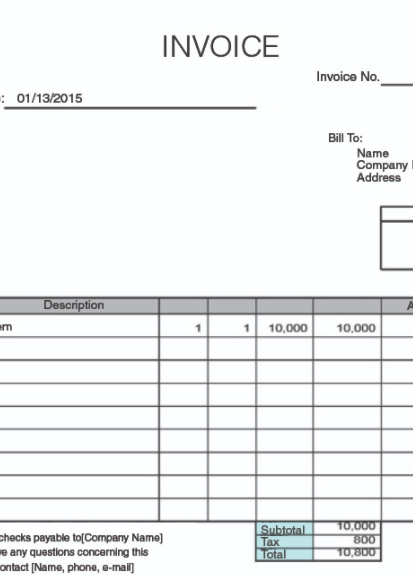 INVOICE
Invoice No.
: 01/13/2015
Bill To:
Name
Company
Address
Description
em 1 1 10,000 10,000
Subtotal 10,000
Tax 800
Total 10,800
checks payable to[Company Name]
ve any questions concerning this
ontact [Name, phone, e-mail]